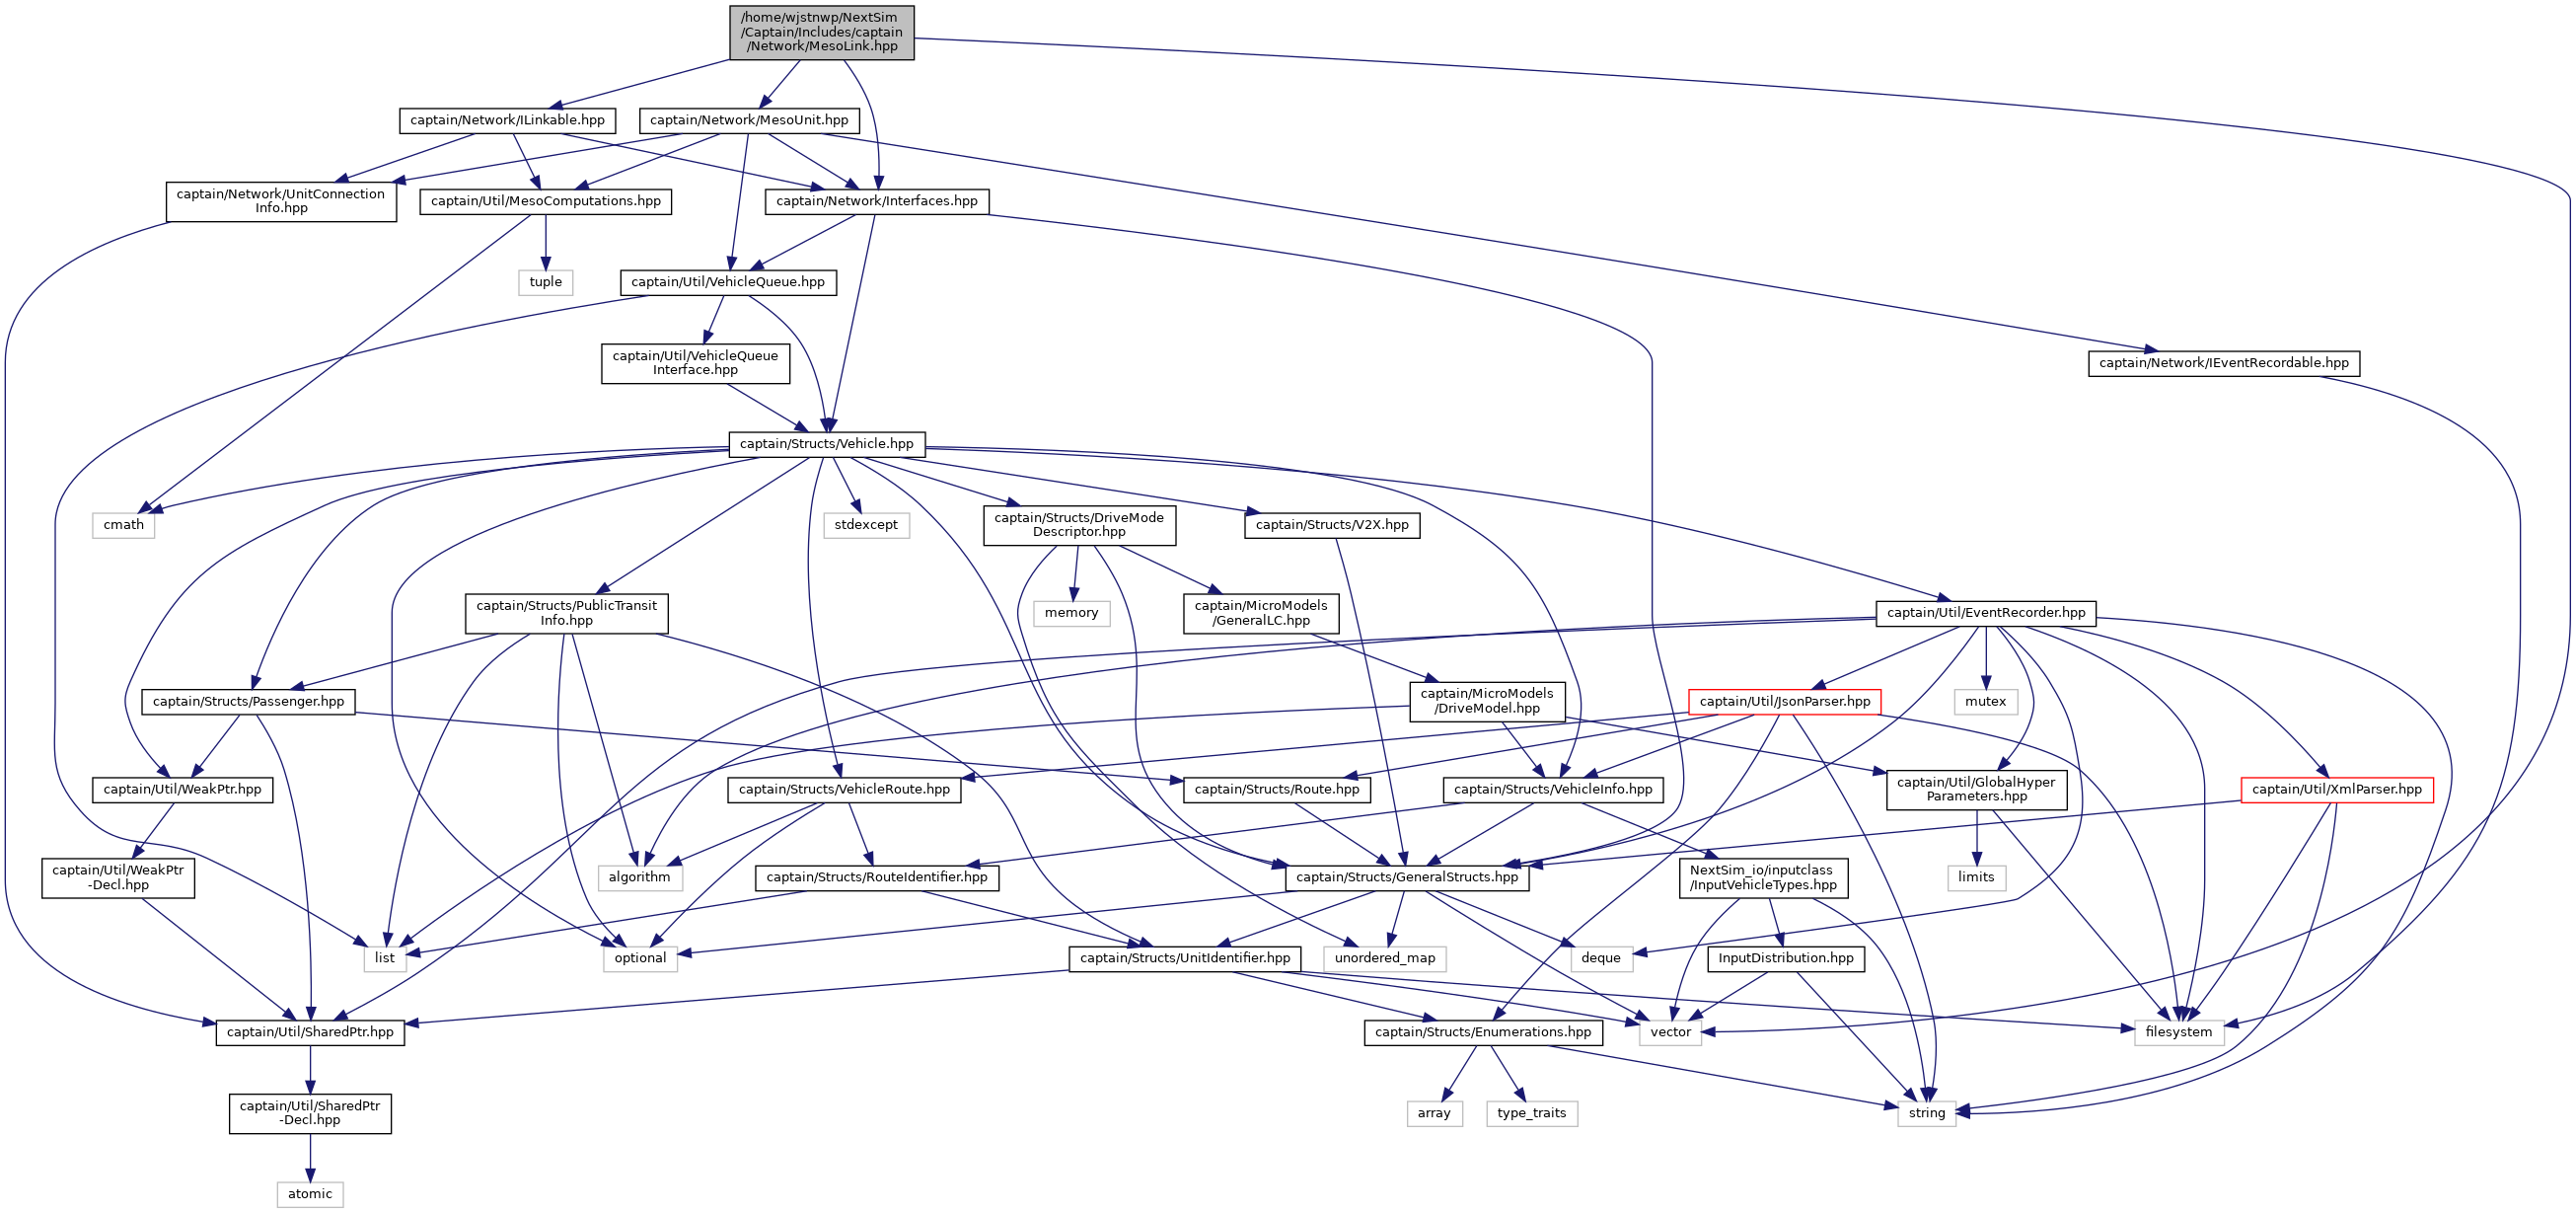 /home/wjstnwp/NextSim
/Captain/Includes/captain
/Network/MesoLink.hpp
captain/Network/ILinkable.hpp
captain/Network/MesoUnit.hpp
captain/Network/UnitConnection
Info.hpp
captain/Util/MesoComputations.hpp
captain/Network/Interfaces.hpp
tuple
captain/Util/VehicleQueue.hpp
captain/Util/VehicleQueue
Interface.hpp
captain/Network/IEventRecordable.hpp
captain/Structs/Vehicle.hpp
cmath
stdexcept
captain/Structs/DriveMode
Descriptor.hpp
captain/Structs/V2X.hpp
captain/Structs/PublicTransit
Info.hpp
memory
captain/MicroModels
/GeneralLC.hpp
captain/Util/EventRecorder.hpp
captain/Structs/Passenger.hpp
captain/MicroModels
/DriveModel.hpp
captain/Util/JsonParser.hpp
mutex
captain/Util/WeakPtr.hpp
captain/Structs/VehicleRoute.hpp
captain/Structs/Route.hpp
captain/Structs/VehicleInfo.hpp
captain/Util/GlobalHyper
Parameters.hpp
captain/Util/XmlParser.hpp
captain/Util/WeakPtr
-Decl.hpp
algorithm
captain/Structs/RouteIdentifier.hpp
captain/Structs/GeneralStructs.hpp
NextSim_io/inputclass
/InputVehicleTypes.hpp
limits
list
optional
captain/Structs/UnitIdentifier.hpp
unordered_map
deque
InputDistribution.hpp
captain/Util/SharedPtr.hpp
captain/Structs/Enumerations.hpp
vector
filesystem
captain/Util/SharedPtr
-Decl.hpp
array
type_traits
string
atomic